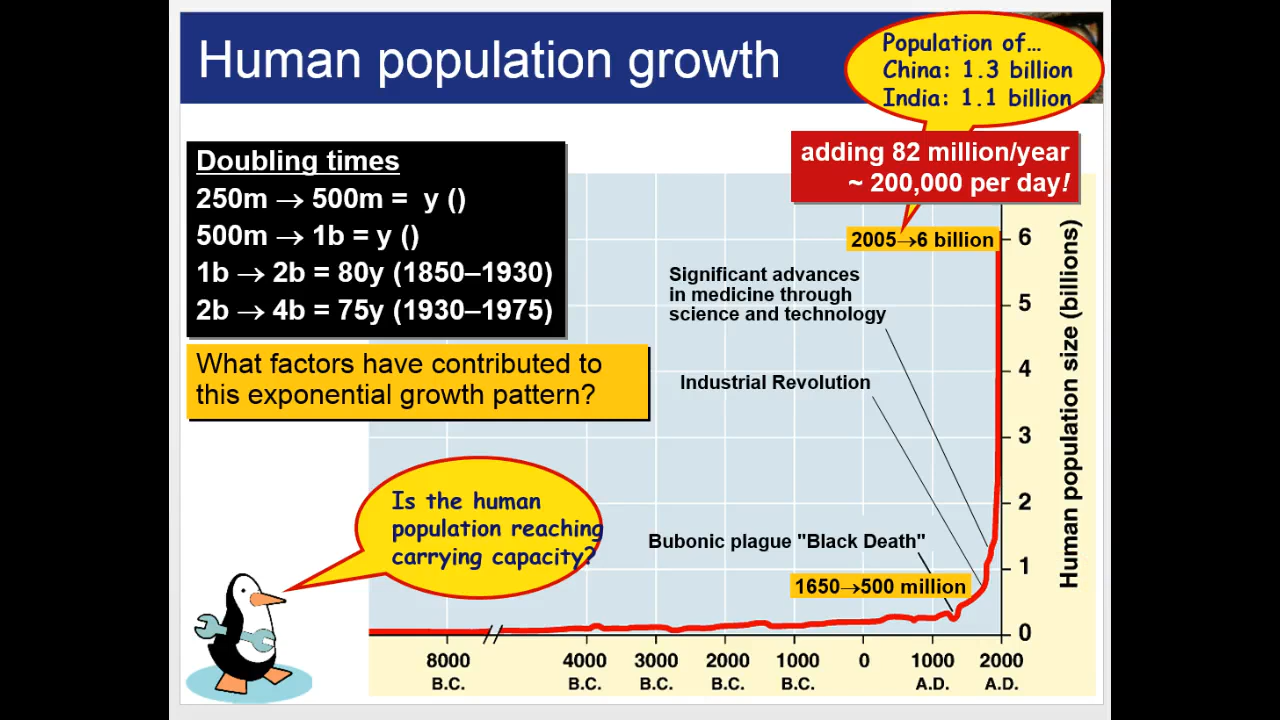 Human population growth
Population of…
China: 1.3 billion
India: 1.1 billion
adding 82 million/year
~ 200,000 per day!
Doubling times
250m → 500m = y ()
500m → 1b = y ()
1b → 2b = 80y (1850–1930)
2b → 4b = 75y (1930–1975)
What factors have contributed to
this exponential growth pattern?
2005→6 billion
Significant advances
in medicine through
science and technology
Industrial Revolution
Is the human
population reaching
carrying capacity?
Bubonic plague "Black Death"
1650→500 million
6
5
4
3
2
1
0
Human population size (billions)
8000 4000 3000 2000 1000 0 1000 2000
B.C. B.C. B.C. B.C. B.C. A.D. A.D.